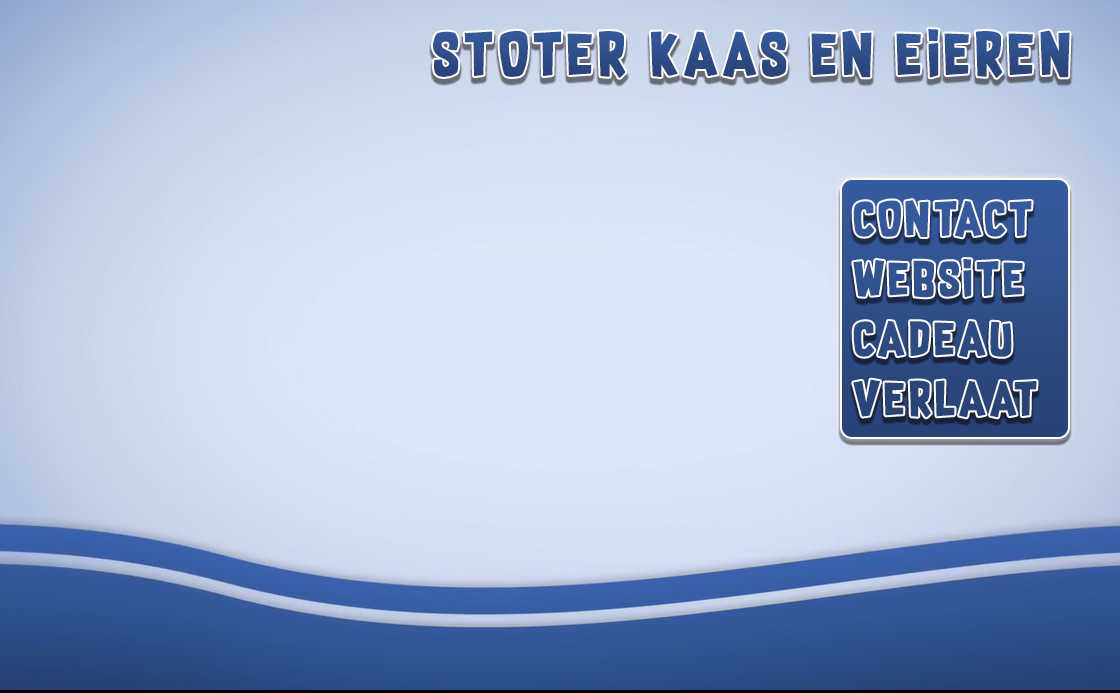 STOTER KAAS EN EiEREN
CONTACT
WEBSiTE
CADEAU
VERLAAT